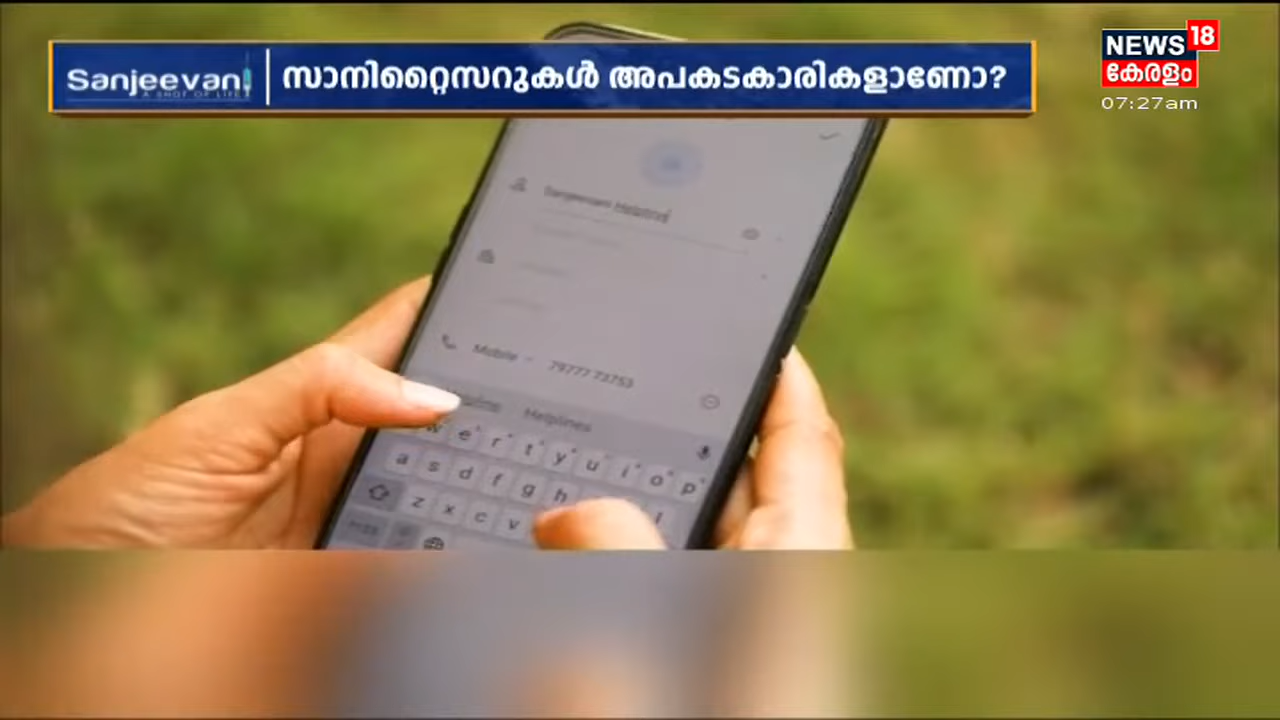 Sanjeevani
A SHOT OF LIFE
സാനിറ്റൈസറുകൾ അപകടകാരികളാണോ?
NEWS 18
കേരളം
07:27am
Sanjeevani Helpline
Mobile
79777 73753
Helplines
w e r t y u i o p
a s d f g h
z x c v